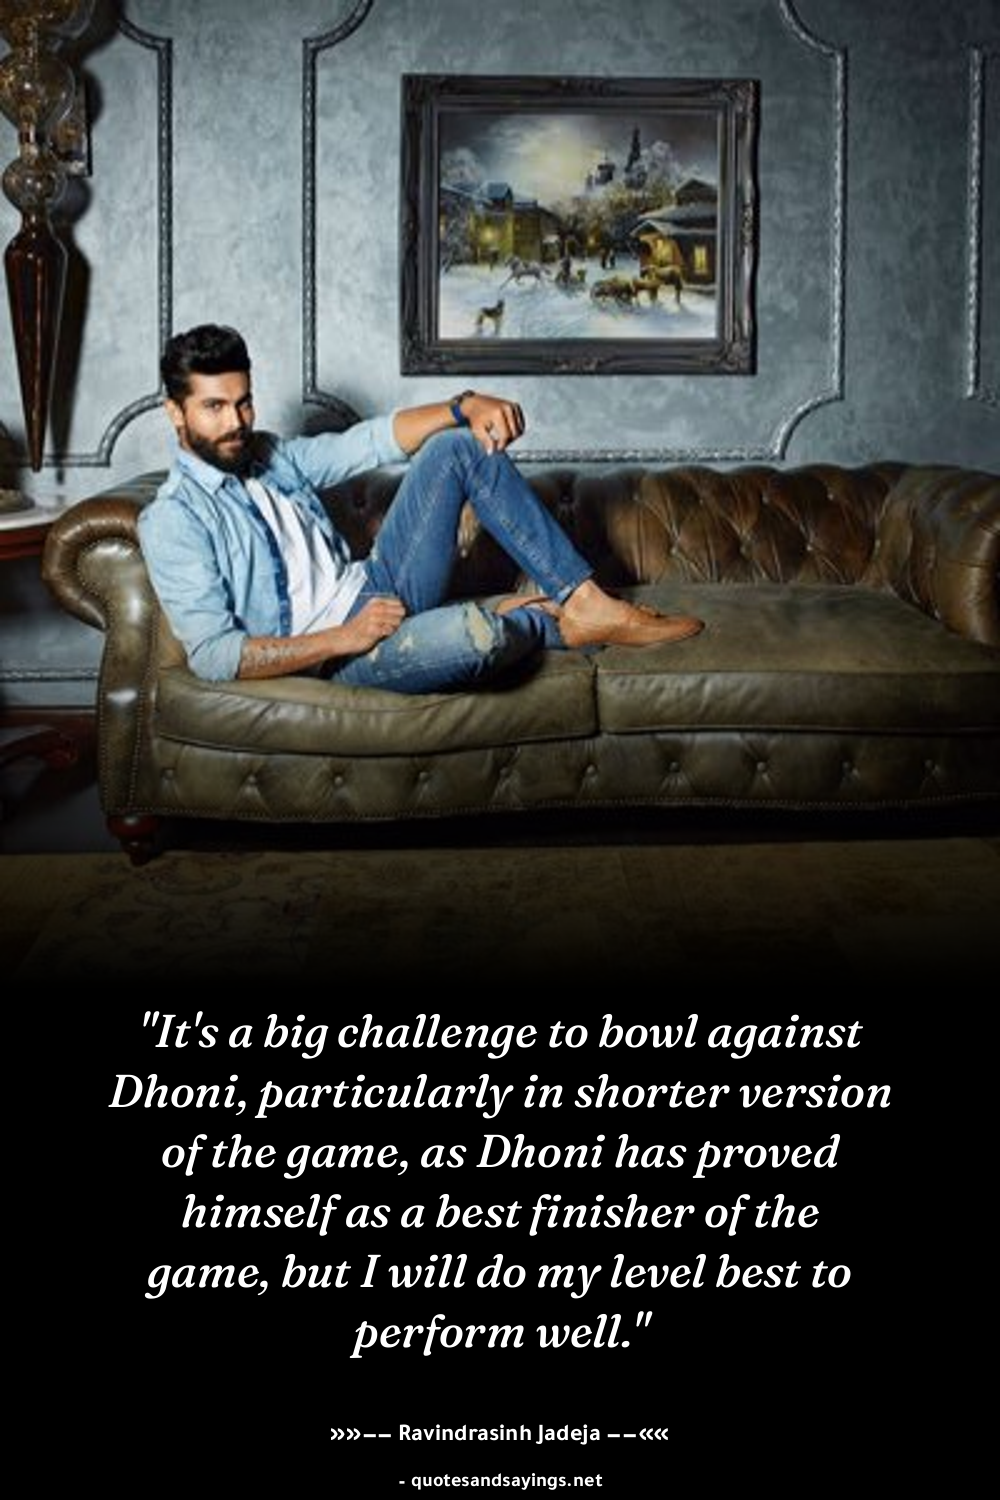 "It's a big challenge to bowl against
Dhoni, particularly in shorter version
of the game, as Dhoni has proved
himself as a best finisher of the
game, but I will do my level best to
perform well."
»»–– Ravindrasinh Jadeja ––««
- quotesandsayings.net